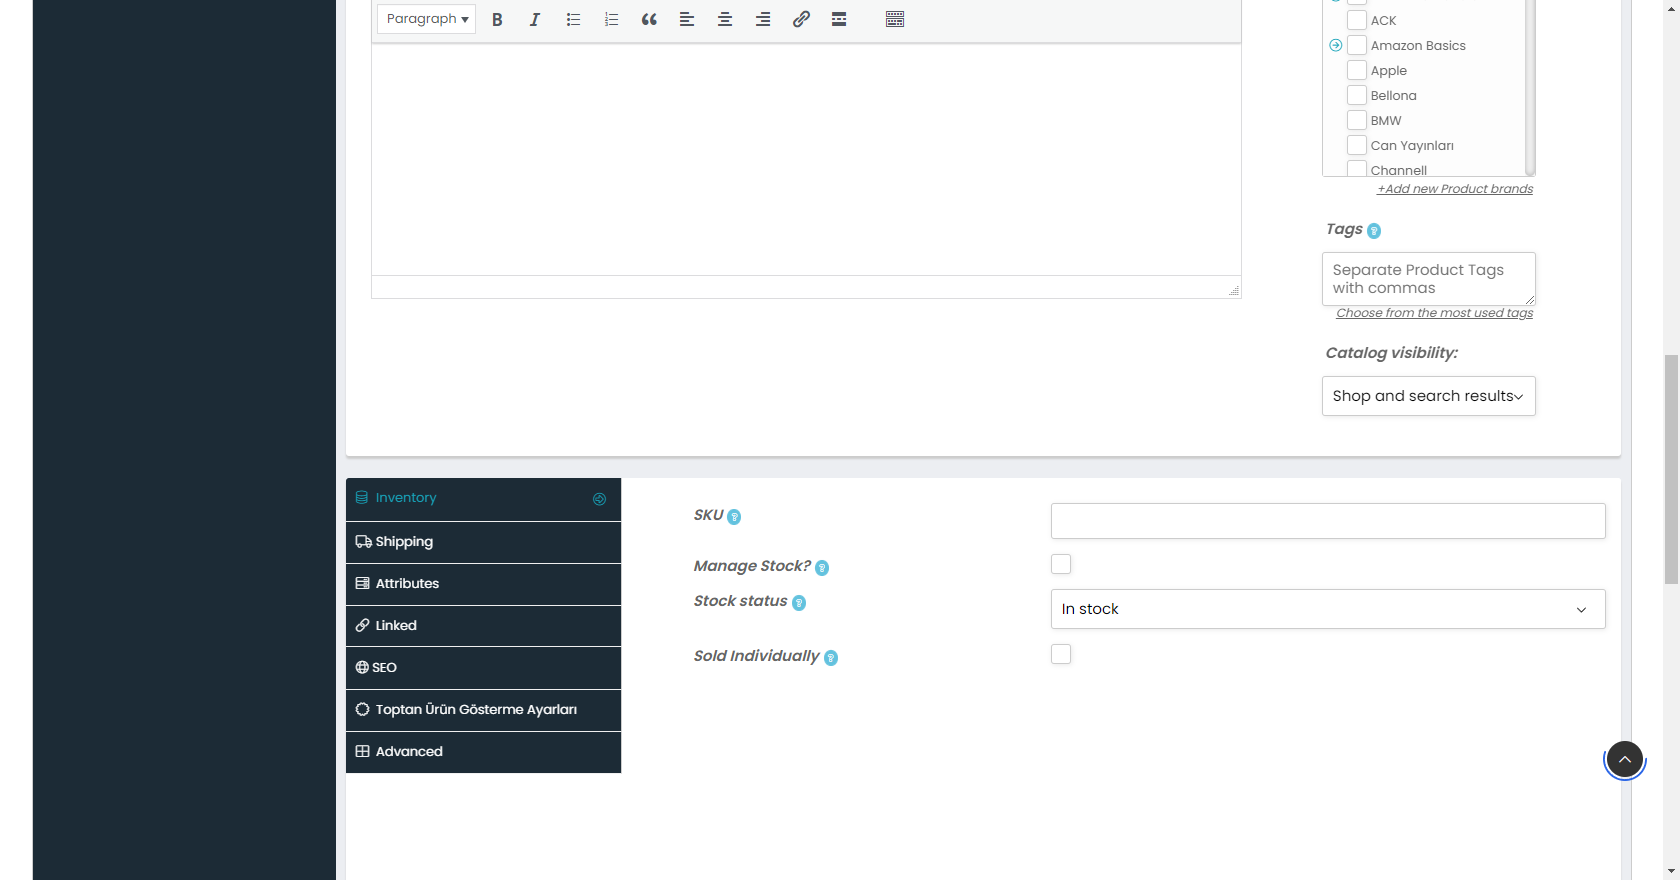 Paragraph
ACK
Amazon Basics
Apple
Bellona
BMW
Can Yayınları
Channell
+Add new Product brands
Tags
Separate Product Tags
with commas
Choose from the most used tags
Catalog visibility:
Shop and search results
Inventory
Shipping
Attributes
Linked
SEO
Toptan Ürün Gösterme Ayarları
Advanced
SKU
Manage Stock?
Stock status
In stock
Sold Individually